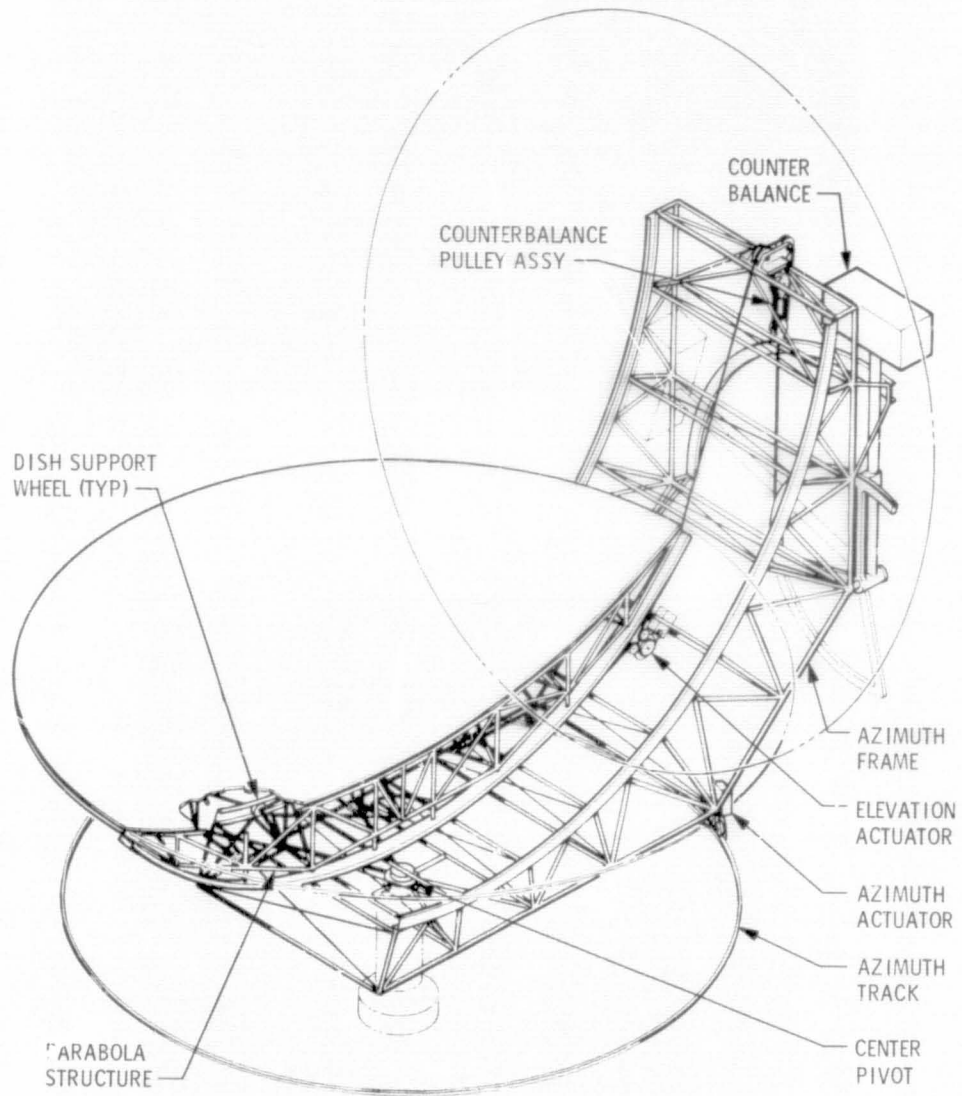 COUNTER
BALANCE
COUNTERBALANCE
PULLEY ASSY
DISH SUPPORT
WHEEL (TYP)
AZIMUTH
FRAME
ELEVATION
ACTUATOR
AZIMUTH
ACTUATOR
AZIMUTH
TRACK
PARABOLA
STRUCTURE
CENTER
PIVOT